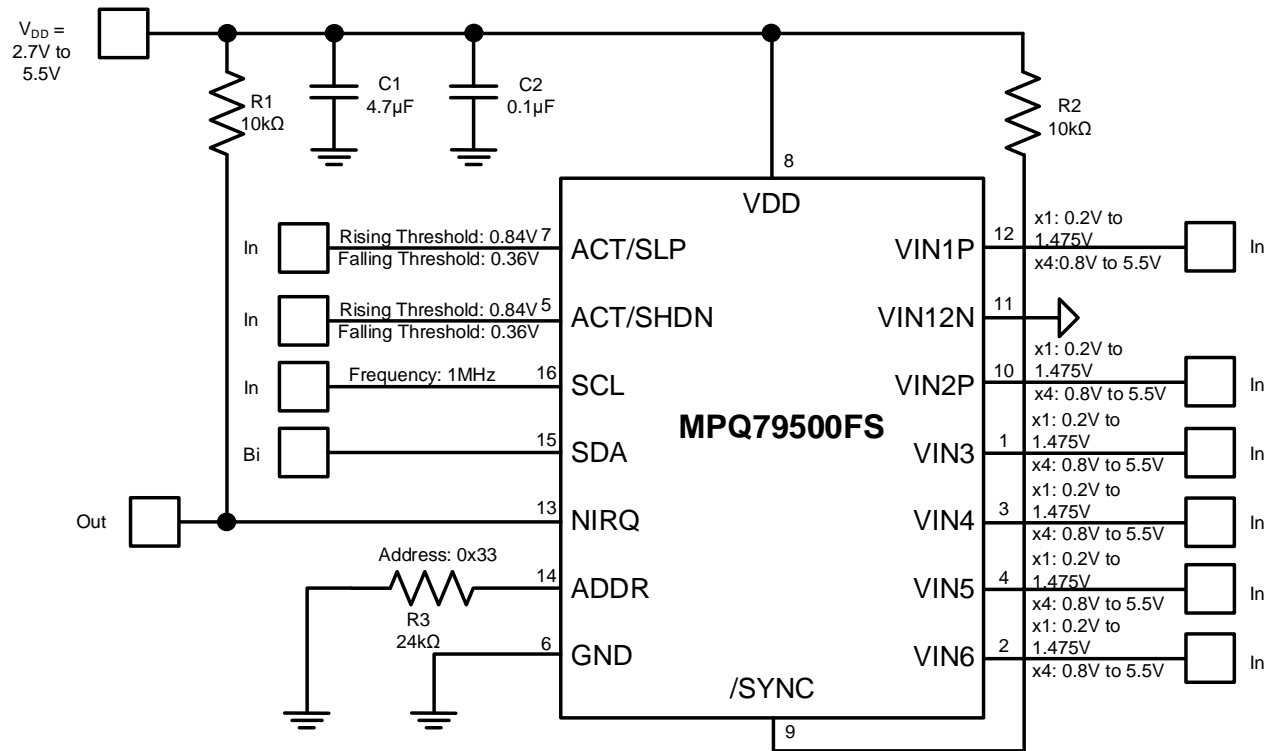 V_DD =
2.7V to
5.5V
R1
10kΩ
C1
4.7µF
C2
0.1µF
R2
10kΩ
8
VDD
In
Rising Threshold: 0.84V
7
Falling Threshold: 0.36V
ACT/SLP
In
Rising Threshold: 0.84V
5
Falling Threshold: 0.36V
ACT/SHDN
In
Frequency: 1MHz
16
SCL
Bi
15
SDA
Out
13
NIRQ
Address: 0x33
14
ADDR
R3
24kΩ
6
GND
MPQ79500FS
/SYNC
9
VIN1P
12
x1: 0.2V to
1.475V
x4:0.8V to 5.5V
In
VIN12N
11
VIN2P
10
x1: 0.2V to
1.475V
x4: 0.8V to 5.5V
In
VIN3
1
x1: 0.2V to
1.475V
x4: 0.8V to 5.5V
In
VIN4
3
x1: 0.2V to
1.475V
x4: 0.8V to 5.5V
In
VIN5
4
x1: 0.2V to
1.475V
x4: 0.8V to 5.5V
In
VIN6
2
x1: 0.2V to
1.475V
x4: 0.8V to 5.5V
In